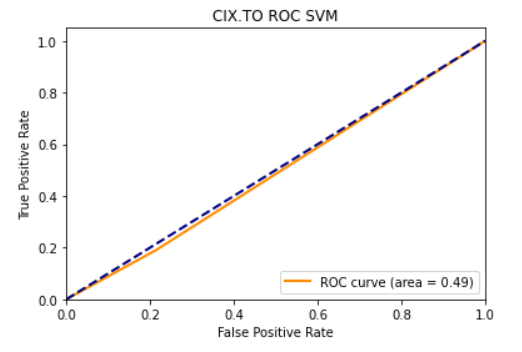 CIX.TO ROC SVM
True Positive Rate
1.0
0.8
0.6
0.4
0.2
0.0
ROC curve (area = 0.49)
0.0 0.2 0.4 0.6 0.8 1.0
False Positive Rate